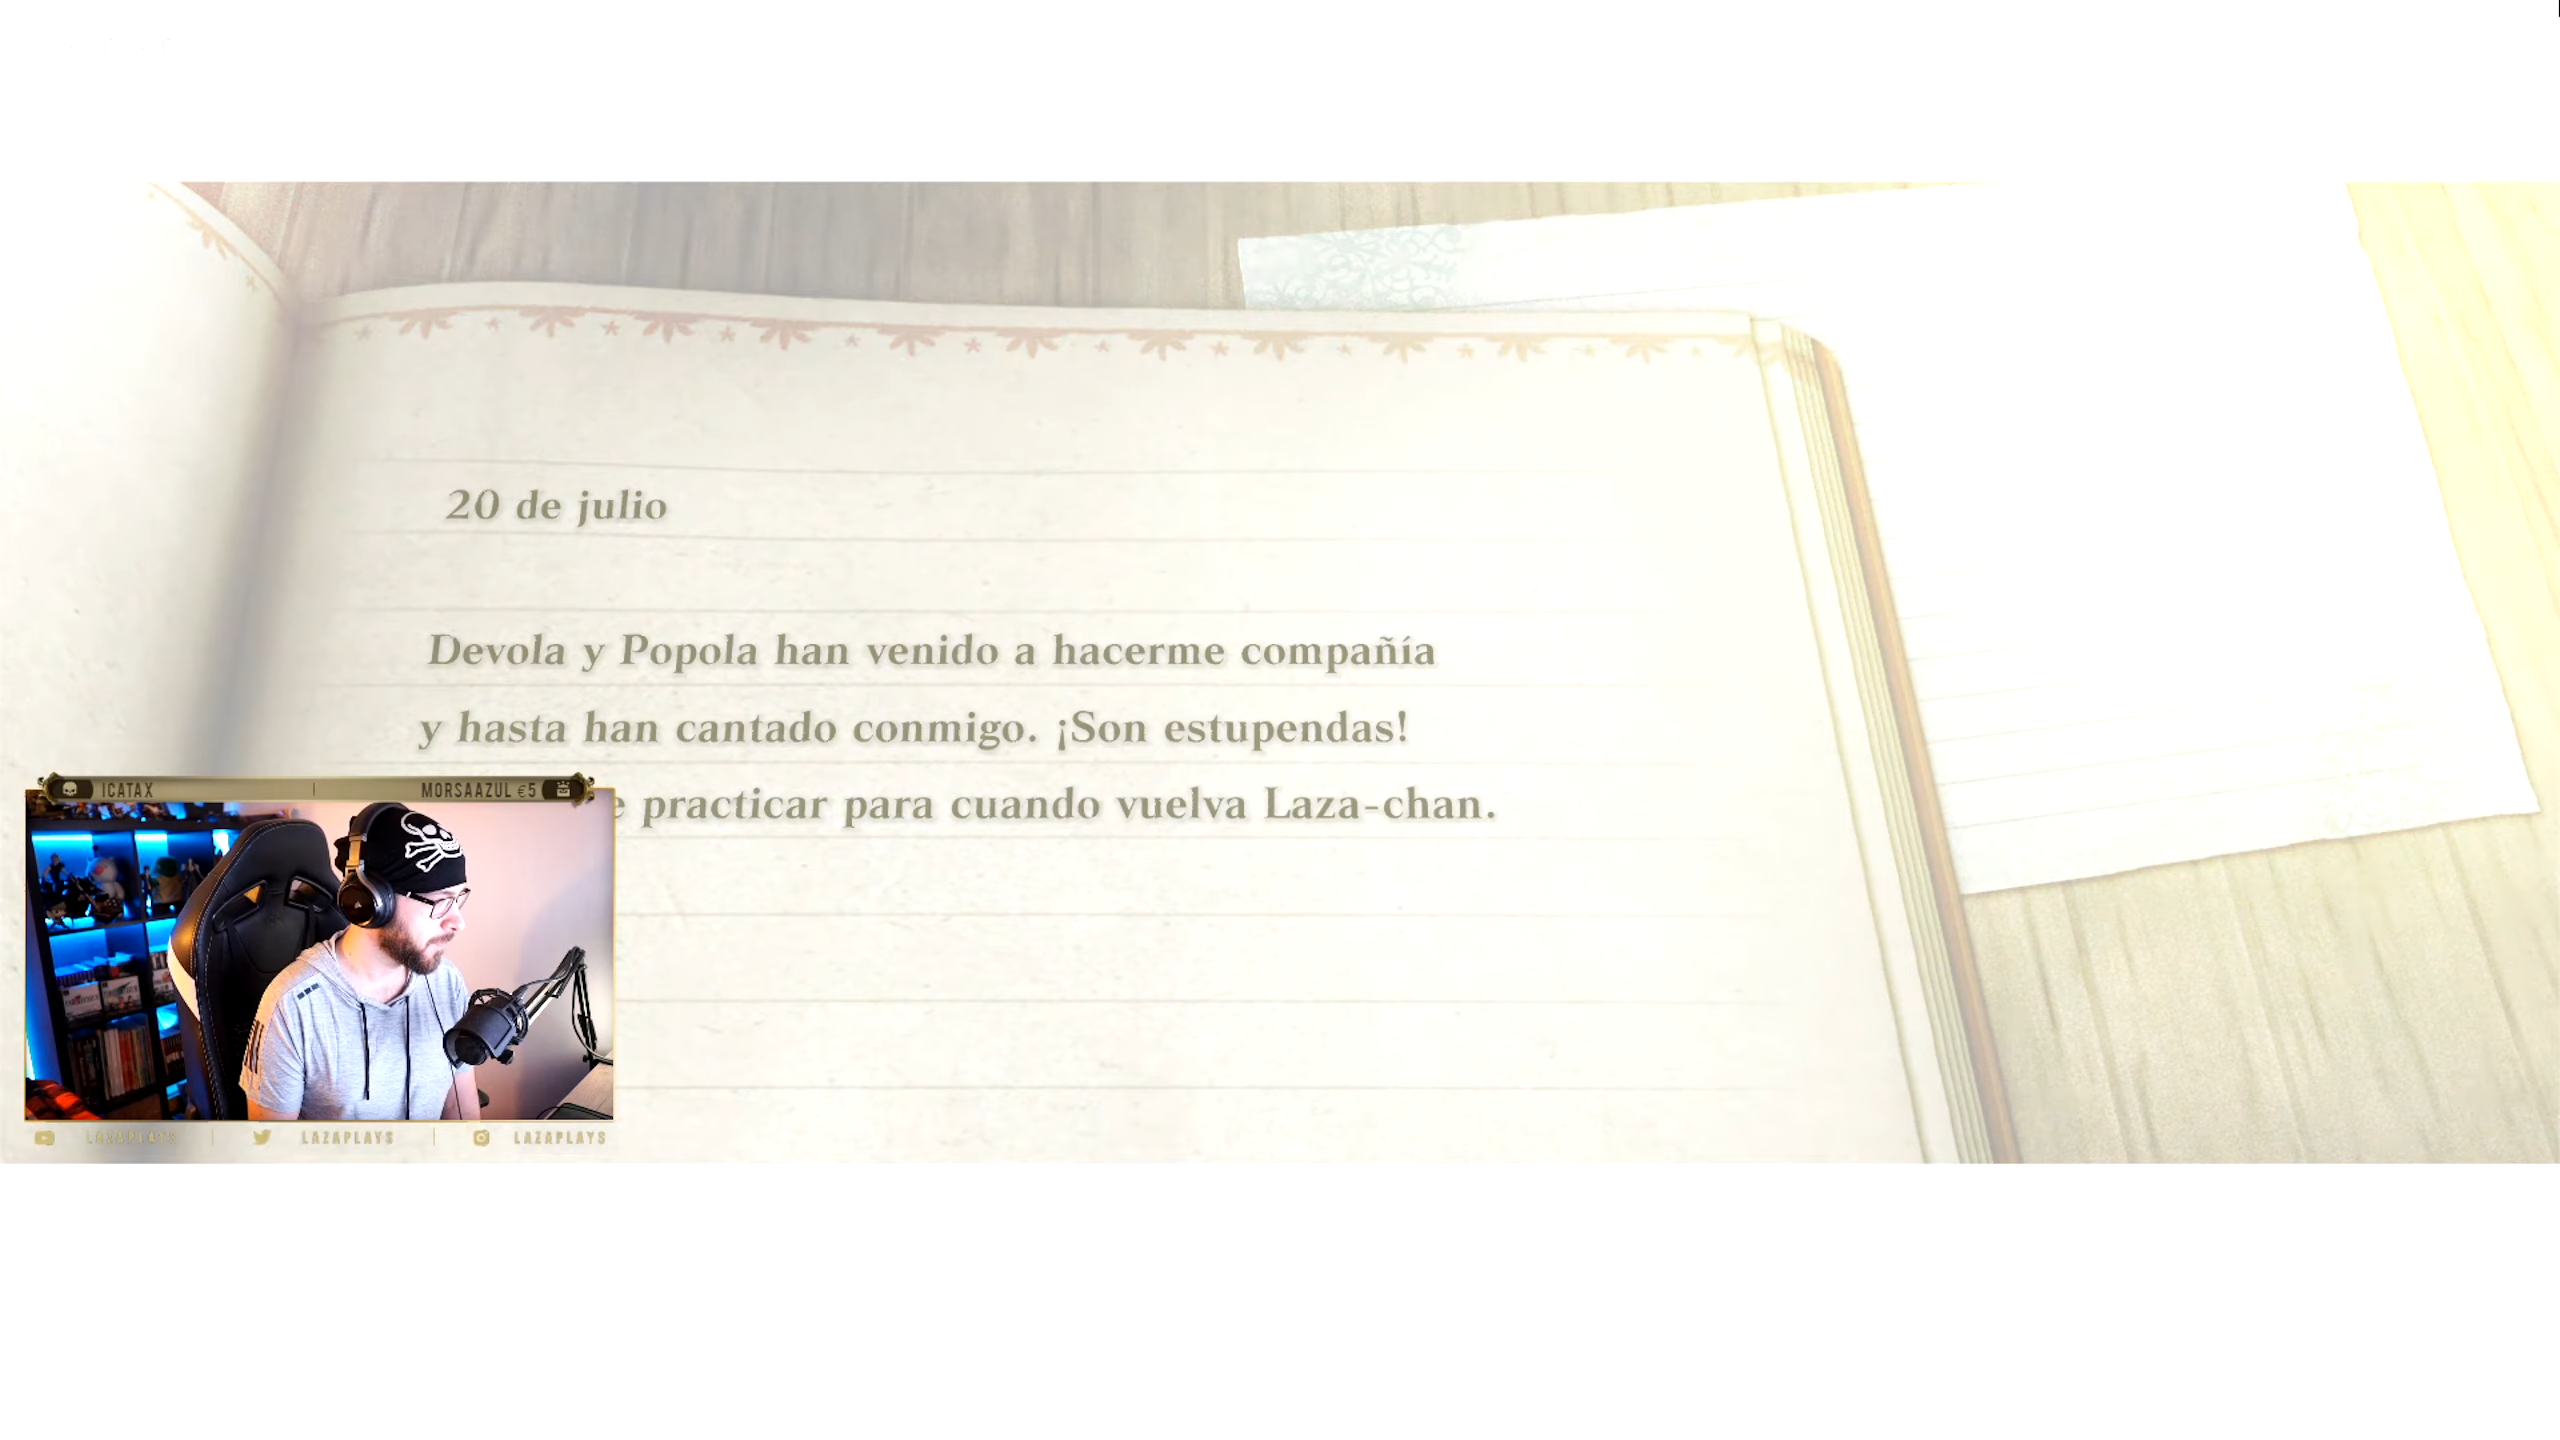 20 de julio
Devola y Popola han venido a hacerme compañía
y hasta han cantado conmigo. ¡Son estupendas!
practicar para cuando vuelva Laza-chan.
ICATAX | MORSAAZUL €5
LAZAPLAYS | LAZAPLAYS | LAZAPLAYS